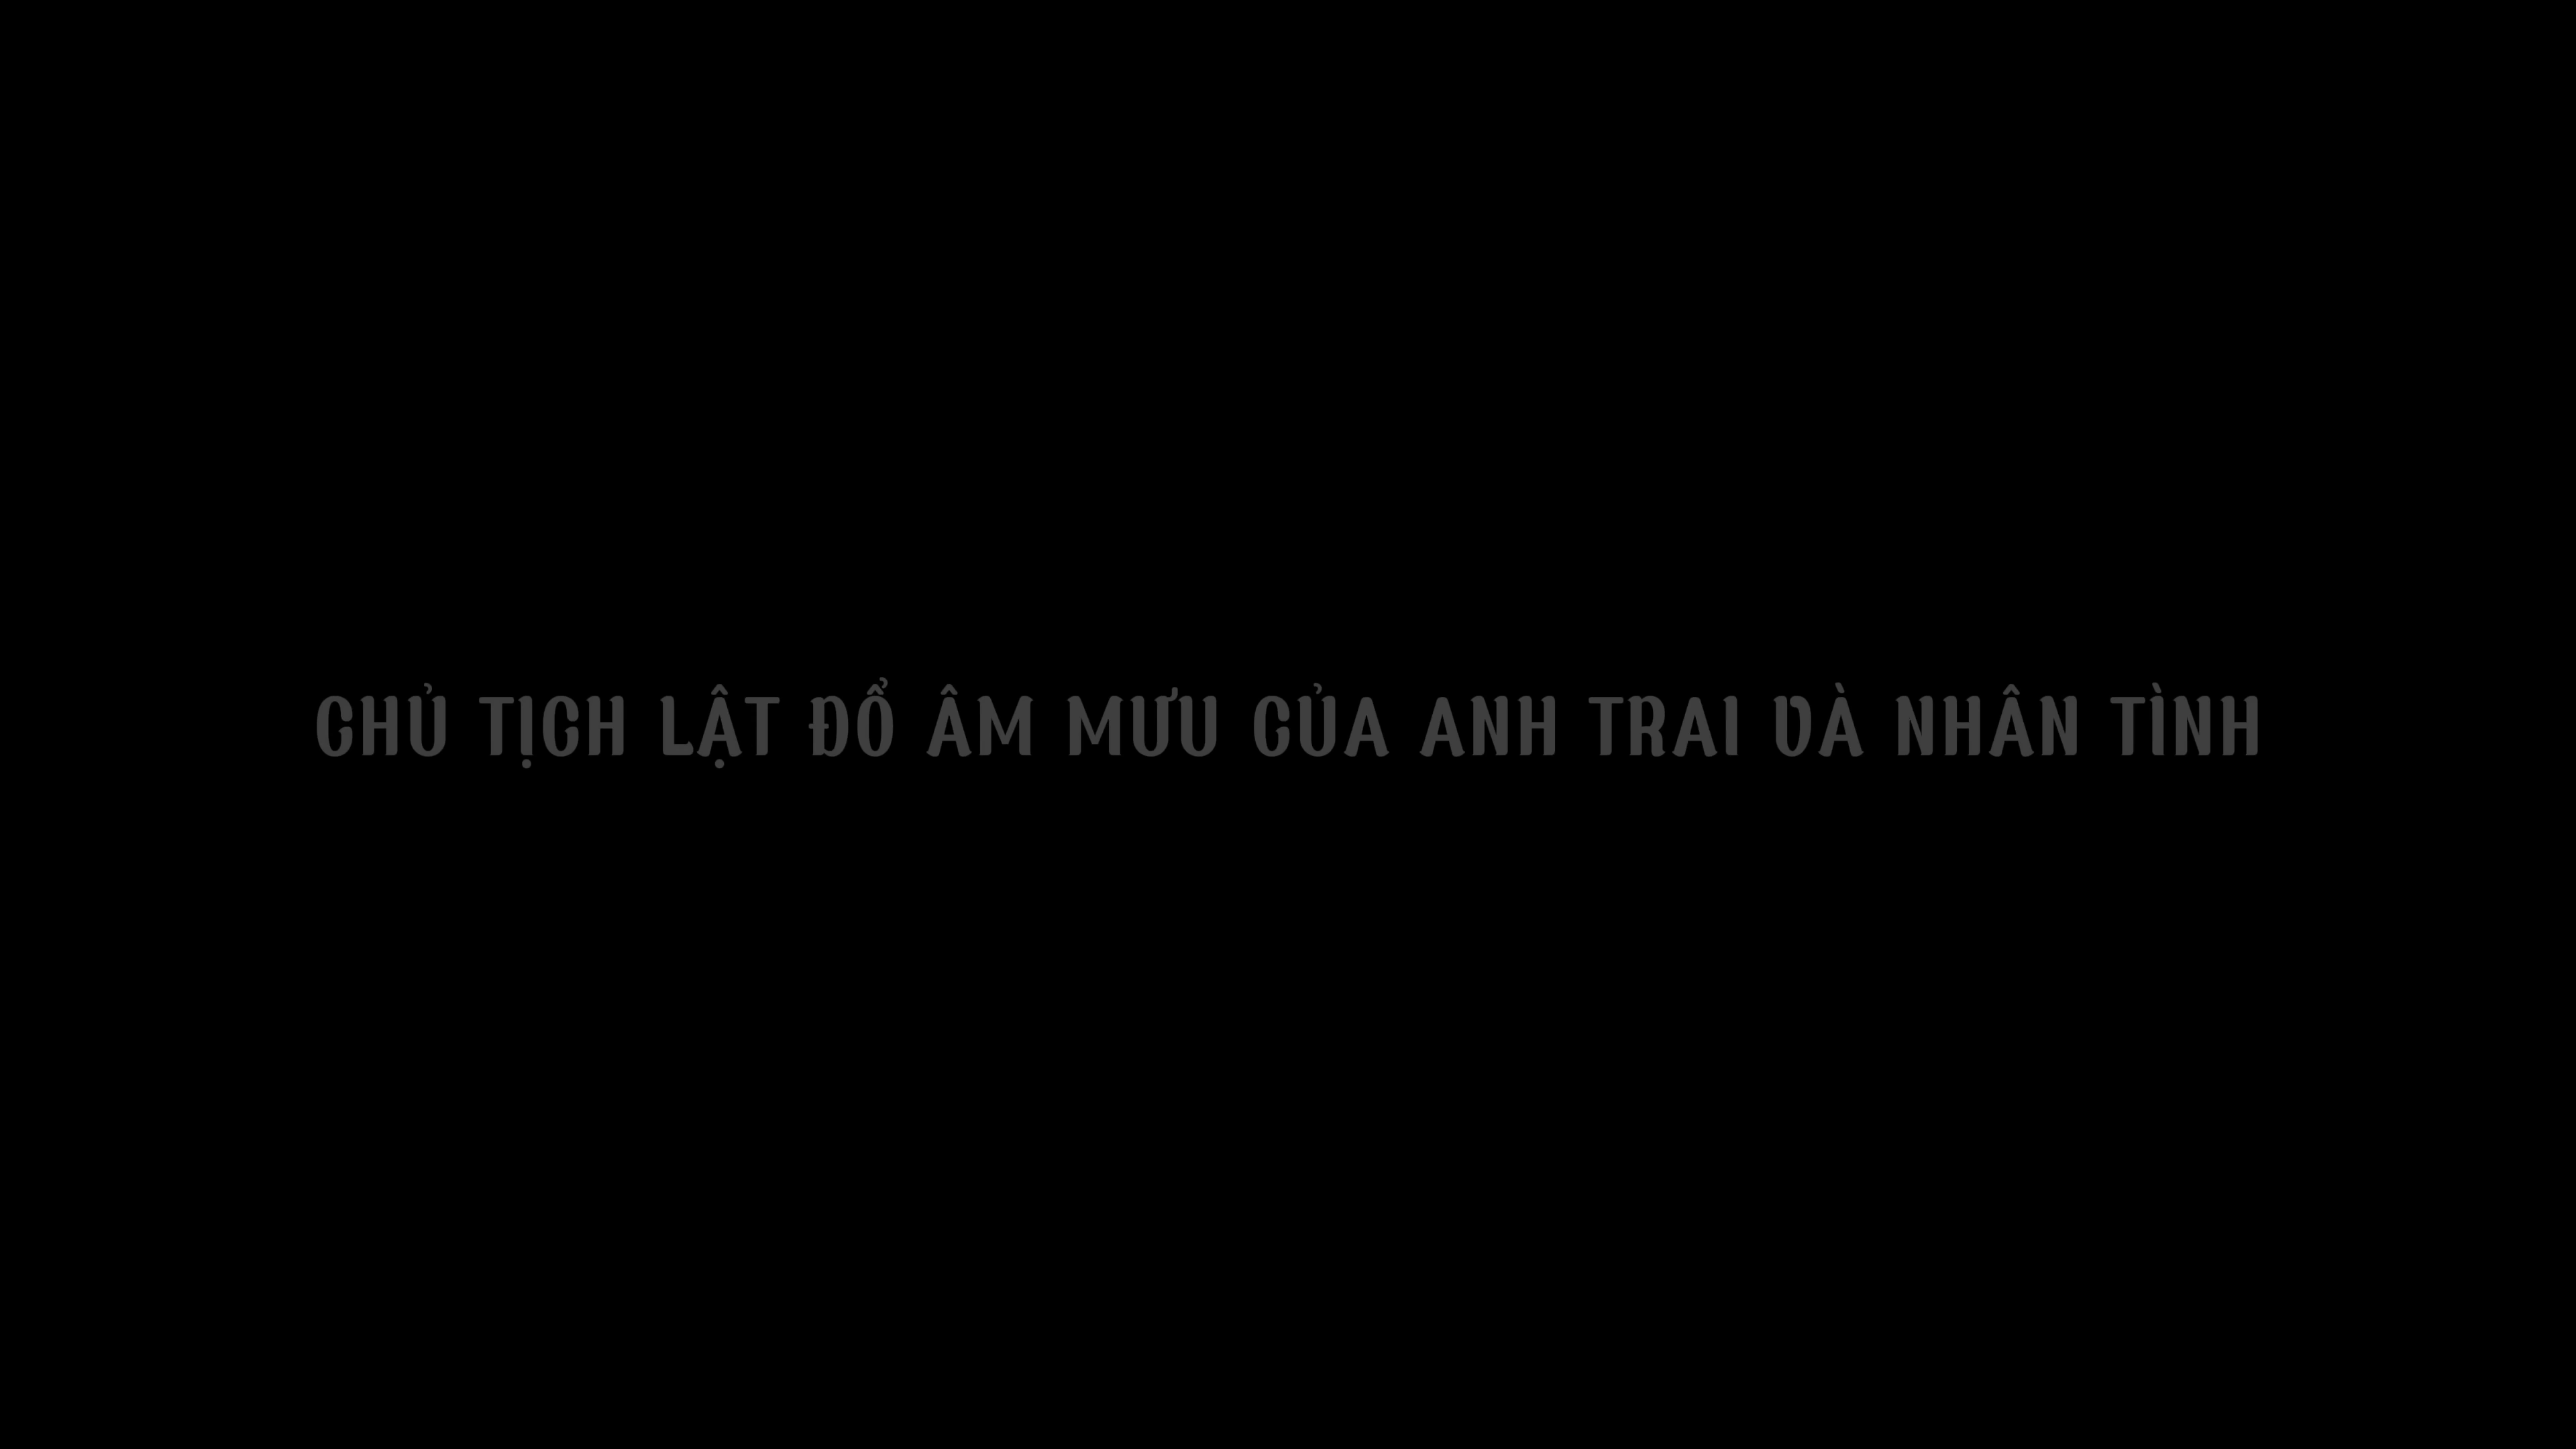 CHỦ TỊCH LẬT ĐỔ ÂM MƯU CỦA ANH TRAI VÀ NHÂN TÌNH